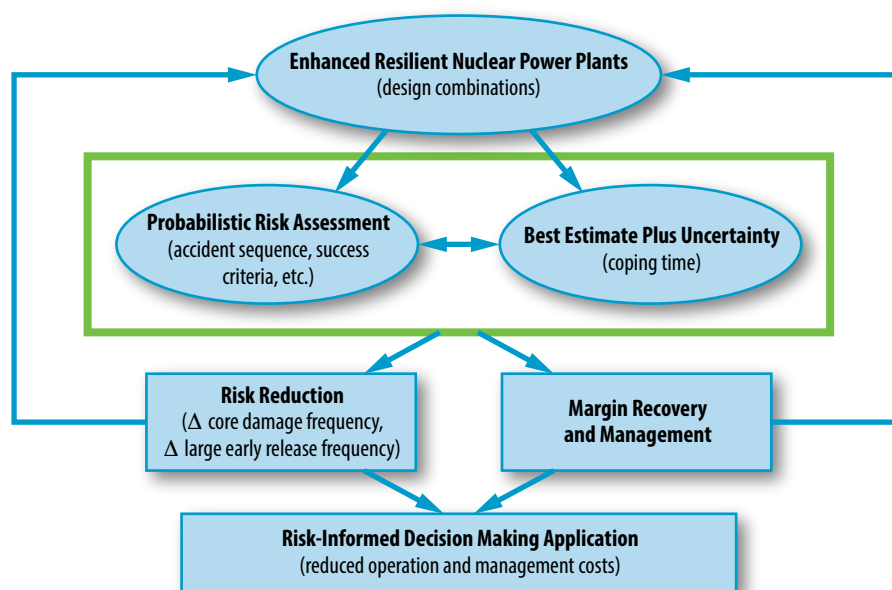 Enhanced Resilient Nuclear Power Plants
(design combinations)
Probabilistic Risk Assessment
(accident sequence, success
criteria, etc.)
Best Estimate Plus Uncertainty
(coping time)
Risk Reduction
(Δ core damage frequency,
Δ large early release frequency)
Margin Recovery
and Management
Risk-Informed Decision Making Application
(reduced operation and management costs)